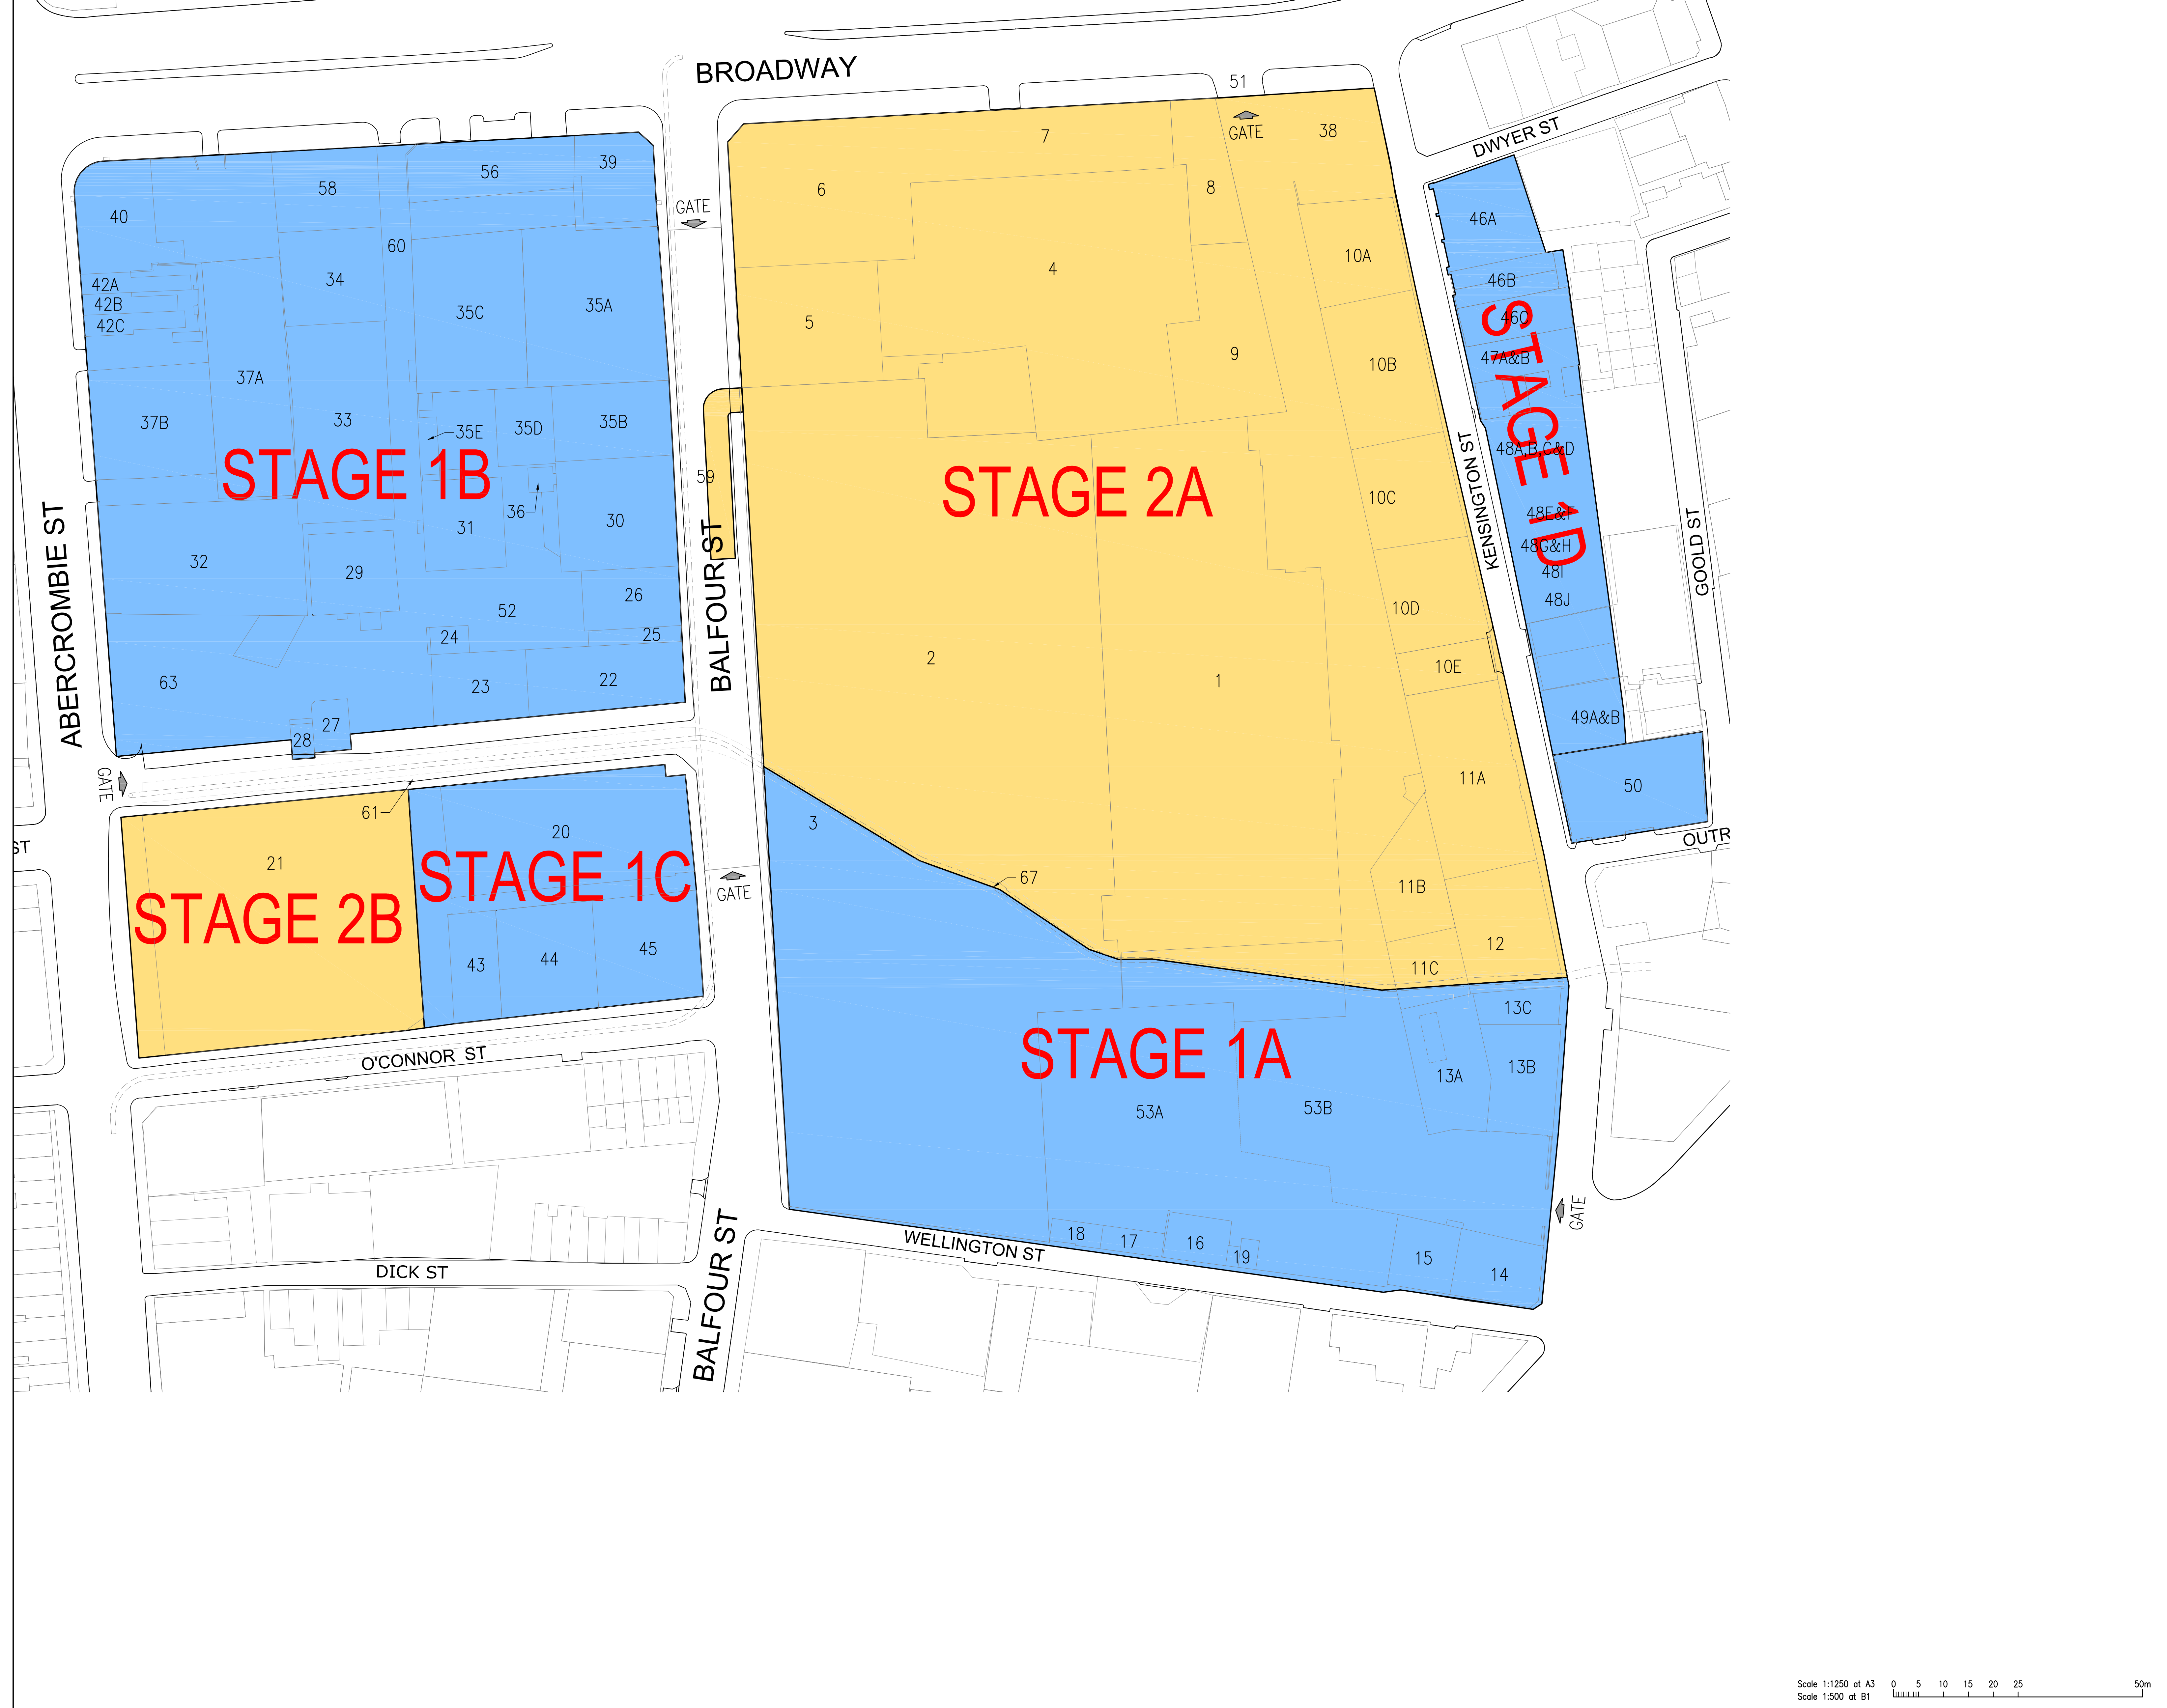 BROADWAY
51
GATE
7
38
6
8
DWYER ST
39
56
58
40
GATE
46A
60
10A
4
34
42A
42B
42C
35C
35A
46B
46C
5
9
10B
47A&B
37A
37B
33
35E
35D
35B
STAGE 1B
59
STAGE 2A
STAGE 1D
48A,B,C&D
KENSINGTON ST
10C
36
31
30
48E&F
48G&H
48I
48J
GOOLD ST
ABERCROMBIE ST
32
29
BALFOUR ST
52
26
24
25
10D
2
10E
1
63
23
22
27
28
49A&B
GATE
61
11A
50
21
20
3
OUTR
ST
STAGE 2B
STAGE 1C
GATE
67
11B
43
44
45
12
11C
13C
STAGE 1A
O'CONNOR ST
13A
13B
53A
53B
GATE
18
17
16
19
15
14
WELLINGTON ST
DICK ST
BALFOUR ST
Scale 1:1250 at A3
Scale 1:500 at B1
0 5 10 15 20 25 50m